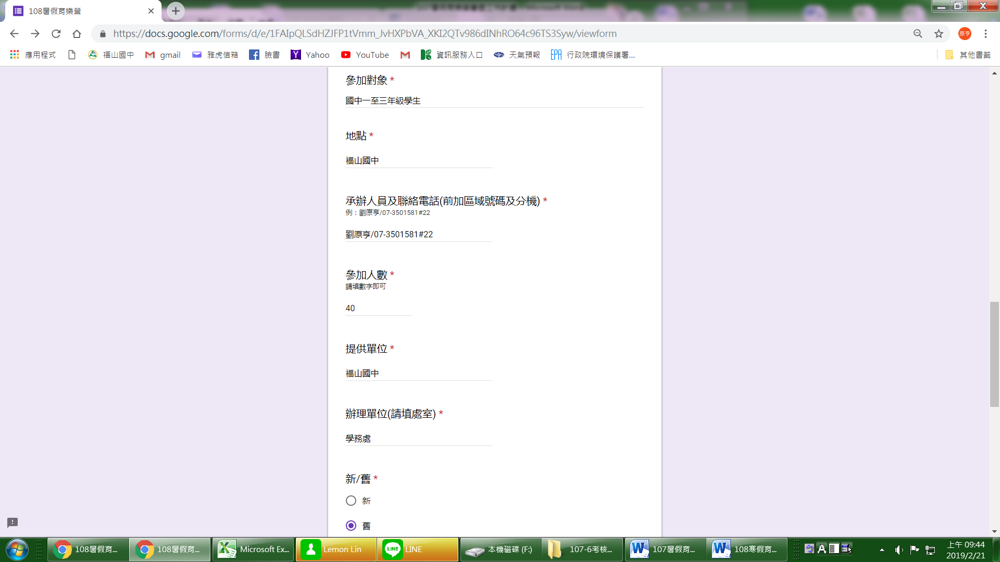 108暑假育樂營
https://docs.google.com/forms/d/e/1FAIpQLSdHZJFP1tVmm_JvHXPbVA_XKI2QTv986dINhRO64c96TS3Syw/viewform
原亨
應用程式 福山國中 gmail 雅虎信箱 臉書 Yahoo YouTube 資訊服務入口 天氣預報 行政院環境保護署... 其他書籤
參加對象 *
國中一至三年級學生
地點 *
福山國中
承辦人員及聯絡電話(前加區域號碼及分機) *
例：劉原亨/07-3501581#22
劉原亨/07-3501581#22
參加人數 *
請填數字即可
40
提供單位 *
福山國中
辦理單位(請填處室) *
學務處
新/舊 *
新
舊
108暑假育... 108暑假育... Microsoft Ex... Lemon Lin LINE 本機磁碟 (F:) 107-6考核... 107暑假育... 108寒假育... 上午 09:44
2019/2/21